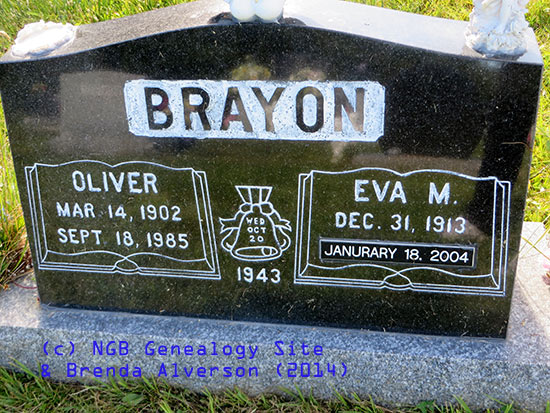 BRAYON
OLIVER
MAR 14, 1902
SEPT 18, 1985
WED
OCT
20
1943
EVA M.
DEC. 31, 1913
JANURARY 18, 2004
(c) NGB Genealogy Site
& Brenda Alverson (2014)